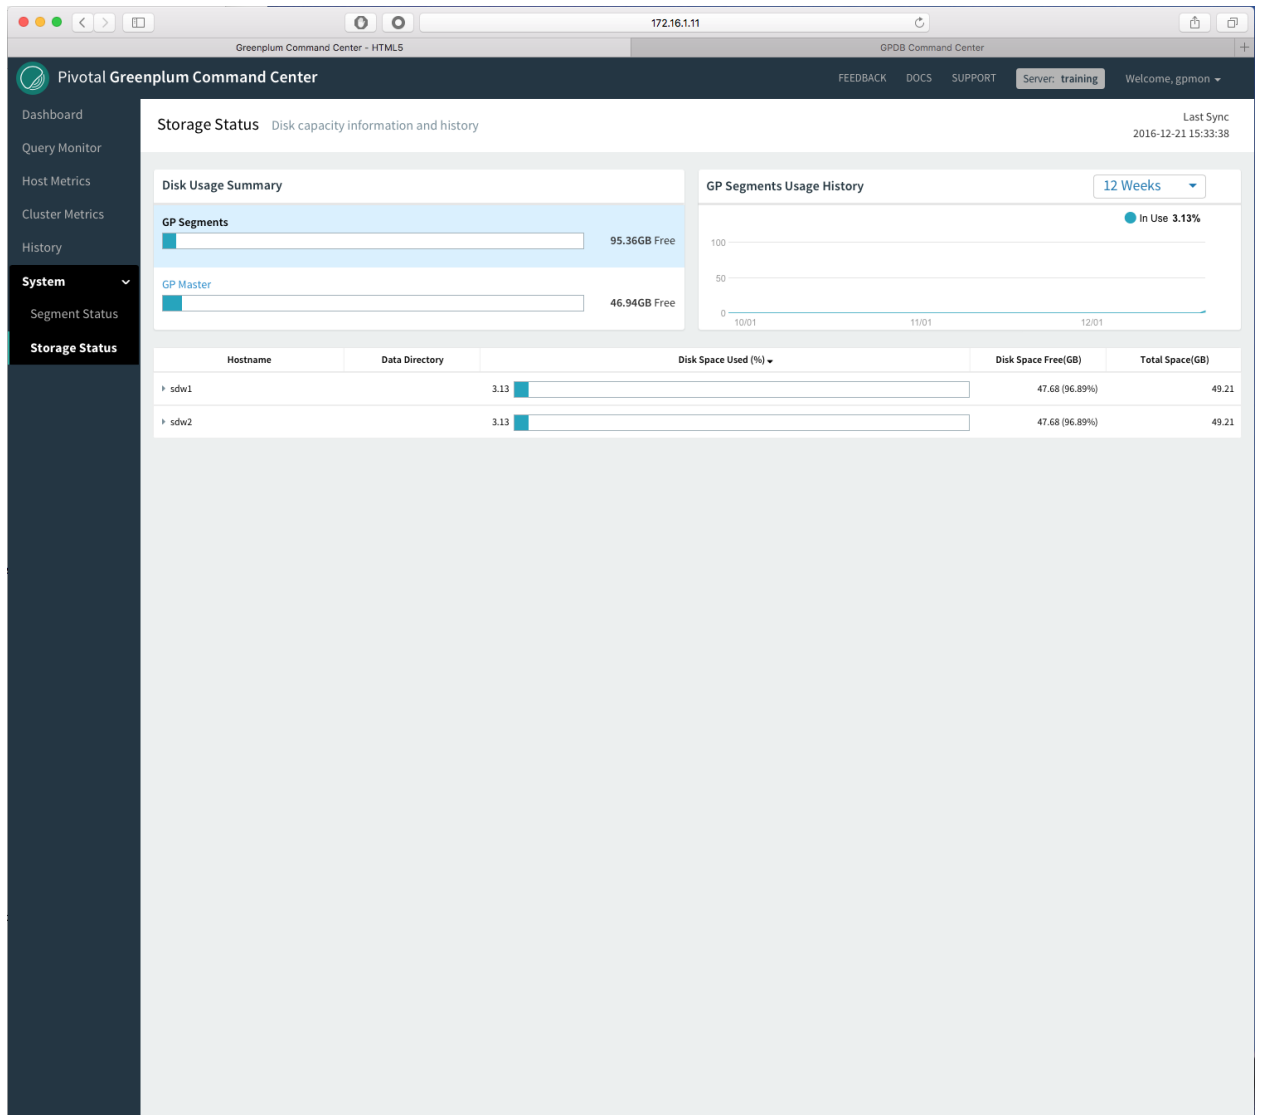 172.16.1.11
Greenplum Command Center - HTML5
GPDB Command Center
Pivotal Greenplum Command Center
FEEDBACK
DOCS
SUPPORT
Server: training
Welcome, gpmon
Dashboard
Query Monitor
Host Metrics
Cluster Metrics
History
System
Segment Status
Storage Status
Storage Status Disk capacity information and history
Last Sync
2016-12-21 15:33:38
Disk Usage Summary
GP Segments
95.36GB Free
GP Master
46.94GB Free
GP Segments Usage History
12 Weeks
In Use 3.13%
100
50
0
10/01 11/01 12/01
Hostname Data Directory Disk Space Used (%) Disk Space Free(GB) Total Space(GB)
sdw1 3.13 47.68 (96.89%) 49.21
sdw2 3.13 47.68 (96.89%) 49.21